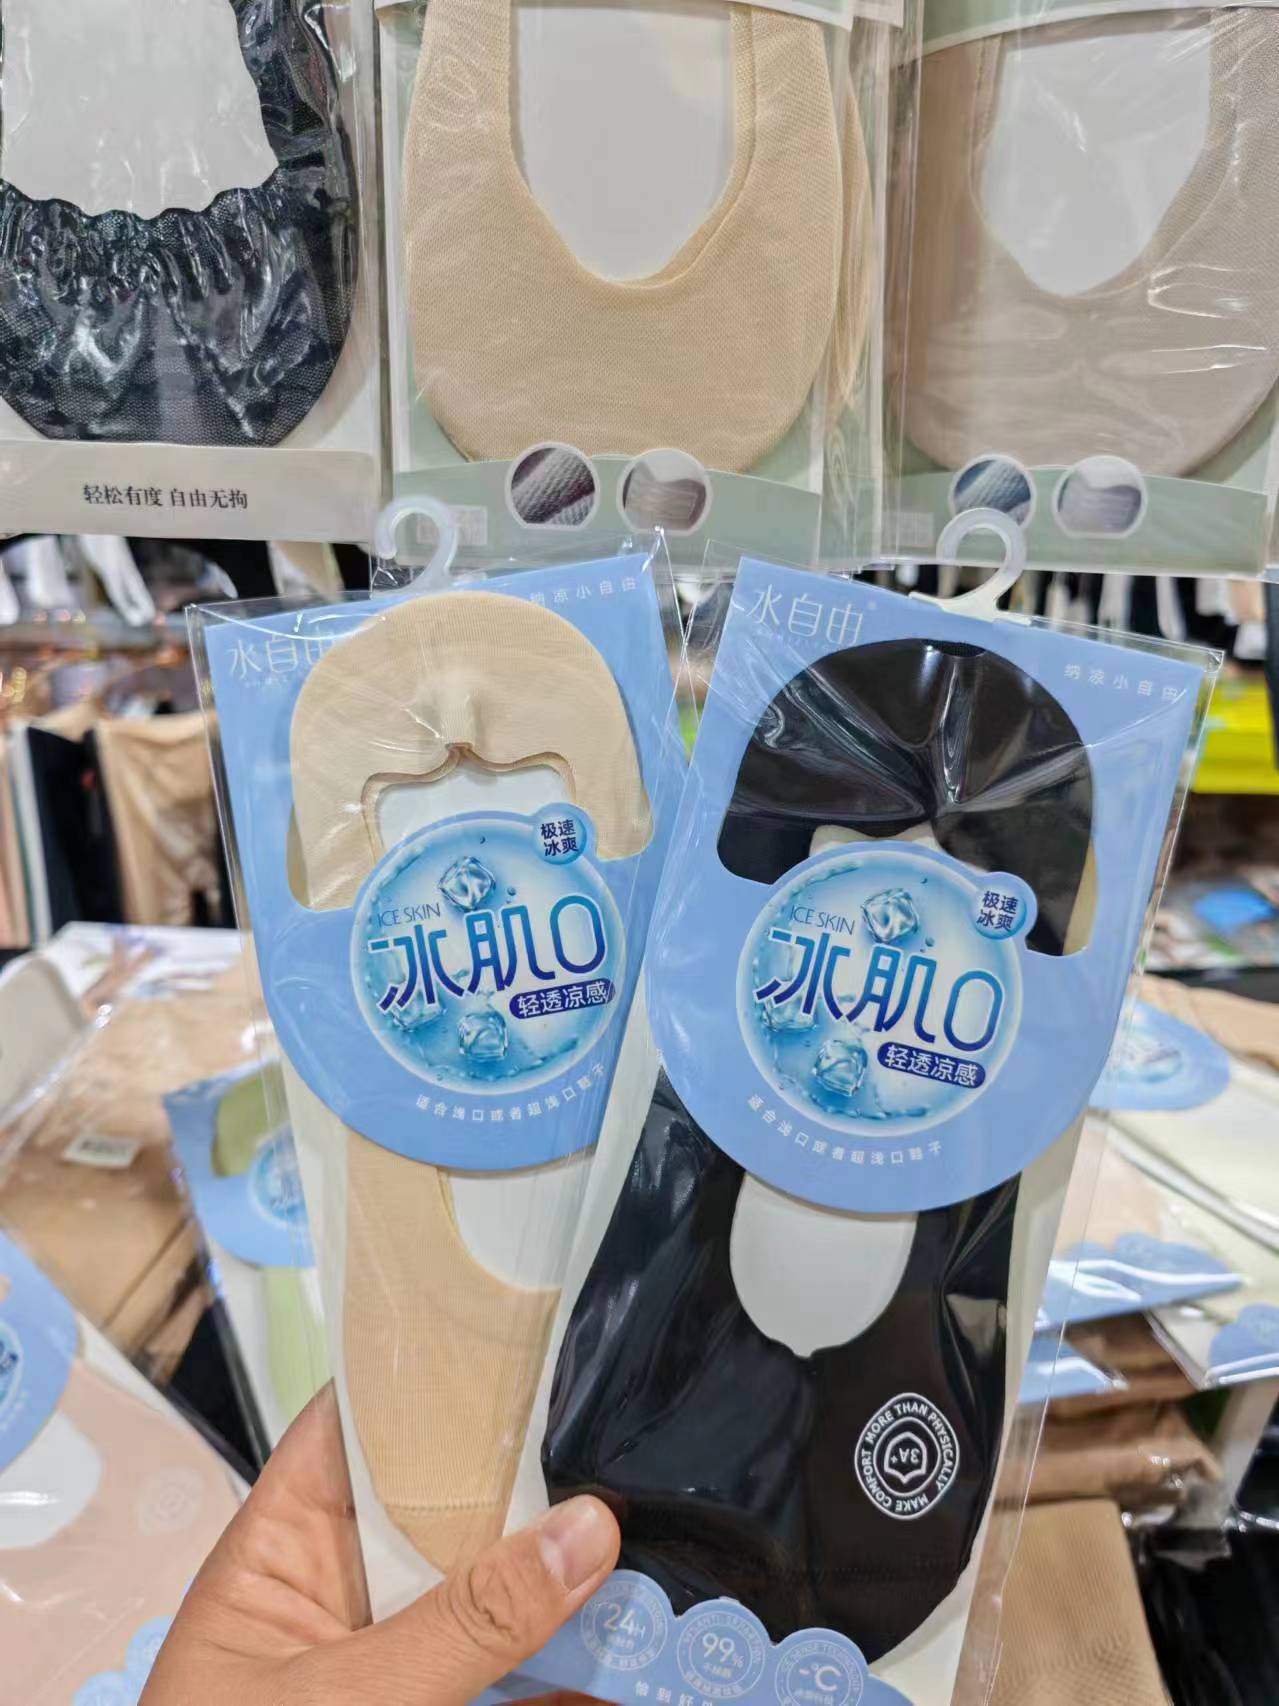 轻松有度 自由无拘
水自由
纳凉小自由
极速
冰爽
ICE SKIN
冰肌0
轻透凉感
适合浅口或者超浅口鞋子
水自由
纳凉小自由
极速
冰爽
ICE SKIN
冰肌0
轻透凉感
适合浅口或者超浅口鞋子
MORE THAN PHYSICALLY
MAKE COMFORT
3A+
24H
99%
-°C